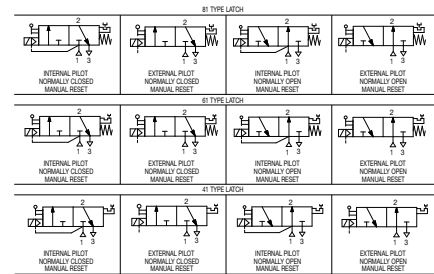 81 TYPE LATCH
2 2 2 2
1 3 1 3 1 3 1 3
INTERNAL PILOT EXTERNAL PILOT INTERNAL PILOT EXTERNAL PILOT
NORMALLY CLOSED NORMALLY CLOSED NORMALLY OPEN NORMALLY OPEN
MANUAL RESET MANUAL RESET MANUAL RESET MANUAL RESET
61 TYPE LATCH
2 2 2 2
1 3 1 3 1 3 1 3
INTERNAL PILOT EXTERNAL PILOT INTERNAL PILOT EXTERNAL PILOT
NORMALLY CLOSED NORMALLY CLOSED NORMALLY OPEN NORMALLY OPEN
MANUAL RESET MANUAL RESET MANUAL RESET MANUAL RESET
41 TYPE LATCH
2 2 2 2
1 3 1 3 1 3 1 3
INTERNAL PILOT EXTERNAL PILOT INTERNAL PILOT EXTERNAL PILOT
NORMALLY CLOSED NORMALLY CLOSED NORMALLY OPEN NORMALLY OPEN
MANUAL RESET MANUAL RESET MANUAL RESET MANUAL RESET